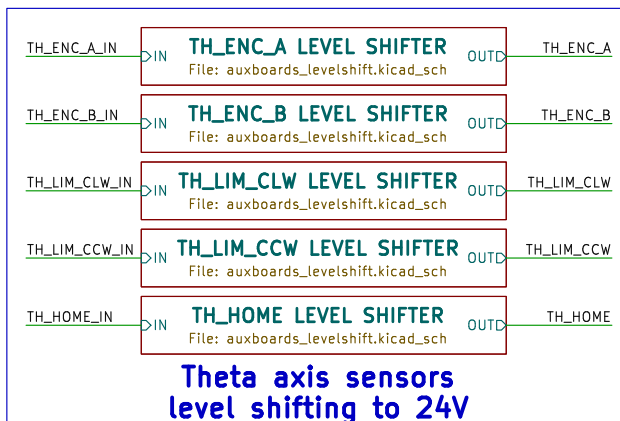 TH_ENC_A LEVEL SHIFTER
TH_ENC_A_IN IN OUT TH_ENC_A
File: auxboards_levelshift.kicad_sch
TH_ENC_B LEVEL SHIFTER
TH_ENC_B_IN IN OUT TH_ENC_B
File: auxboards_levelshift.kicad_sch
TH_LIM_CLW LEVEL SHIFTER
TH_LIM_CLW_IN IN OUT TH_LIM_CLW
File: auxboards_levelshift.kicad_sch
TH_LIM_CCW LEVEL SHIFTER
TH_LIM_CCW_IN IN OUT TH_LIM_CCW
File: auxboards_levelshift.kicad_sch
TH_HOME LEVEL SHIFTER
TH_HOME_IN IN OUT TH_HOME
File: auxboards_levelshift.kicad_sch
Theta axis sensors
level shifting to 24V